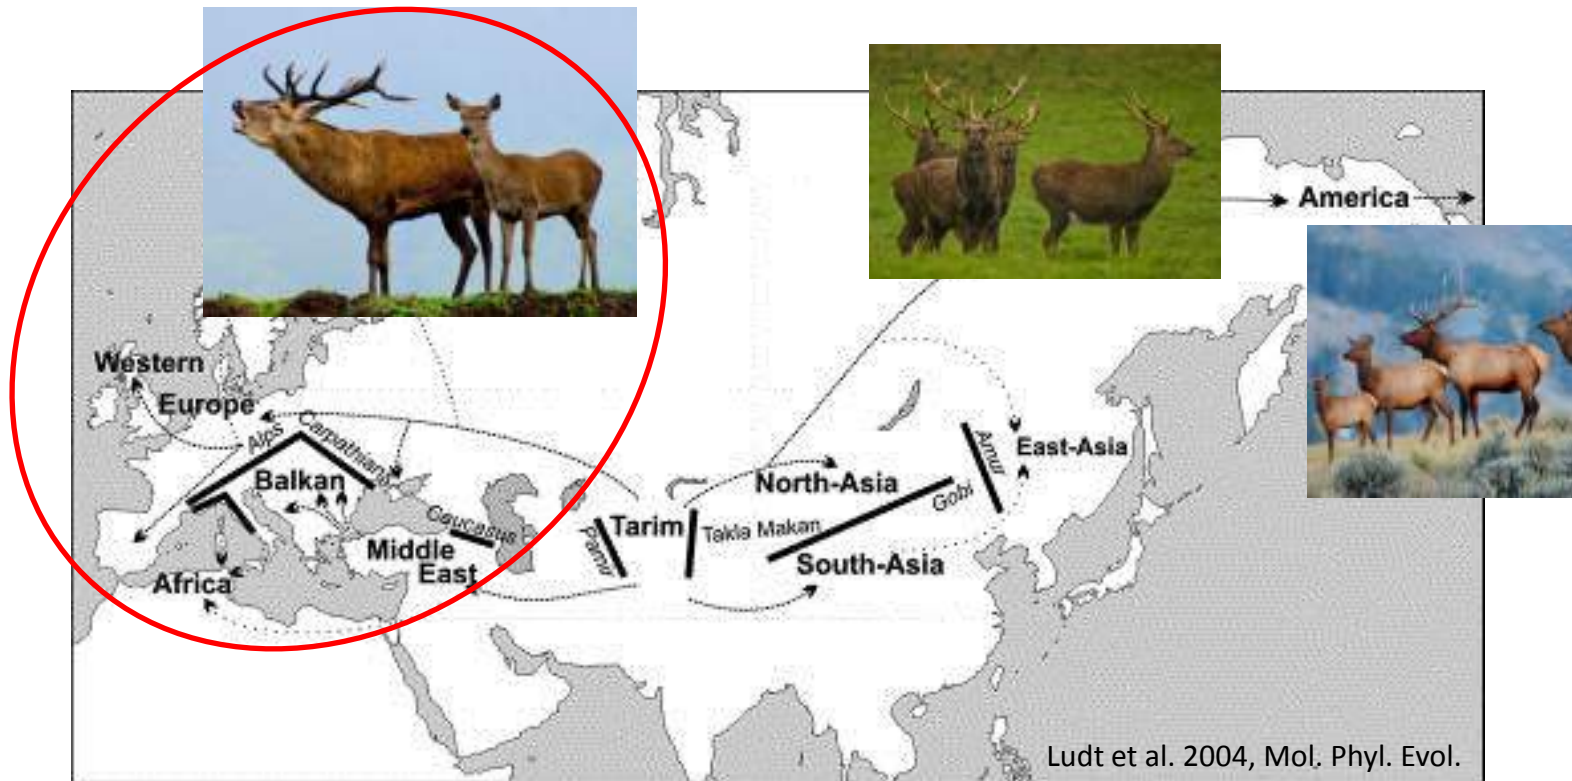 America
Western
Europe
Alps
Carpathian
Balkan
Caucasus
Middle
East
Africa
Pamir
Tarim
Takla Makan
North-Asia
Gobi
Amur
East-Asia
South-Asia
Ludt et al. 2004, Mol. Phyl. Evol.